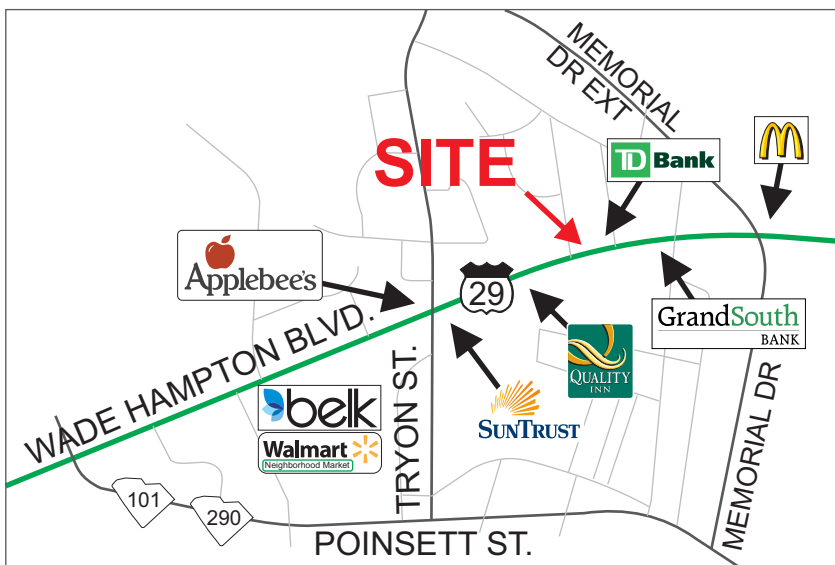 MEMORIAL
DR EXT
SITE
TD Bank
Applebee's
29
GrandSouth
BANK
WADE HAMPTON BLVD.
QUALITY
INN
belk
SUNTRUST
Walmart
Neighborhood Market
TRYON ST.
MEMORIAL DR
101
290
POINSETT ST.